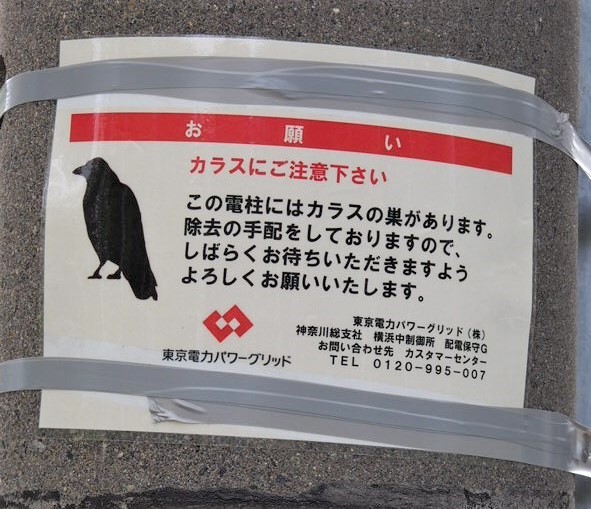 お願い
カラスにご注意下さい
この電柱にはカラスの巣があります。
除去の手配をしておりますので、
しばらくお待ちいただきますよう
よろしくお願いいたします。
東京電力パワーグリッド
東京電力パワーグリッド（株）
神奈川総支社 横浜中制御所 配電保守G
お問い合わせ先 カスタマーセンター
TEL 0120-995-007